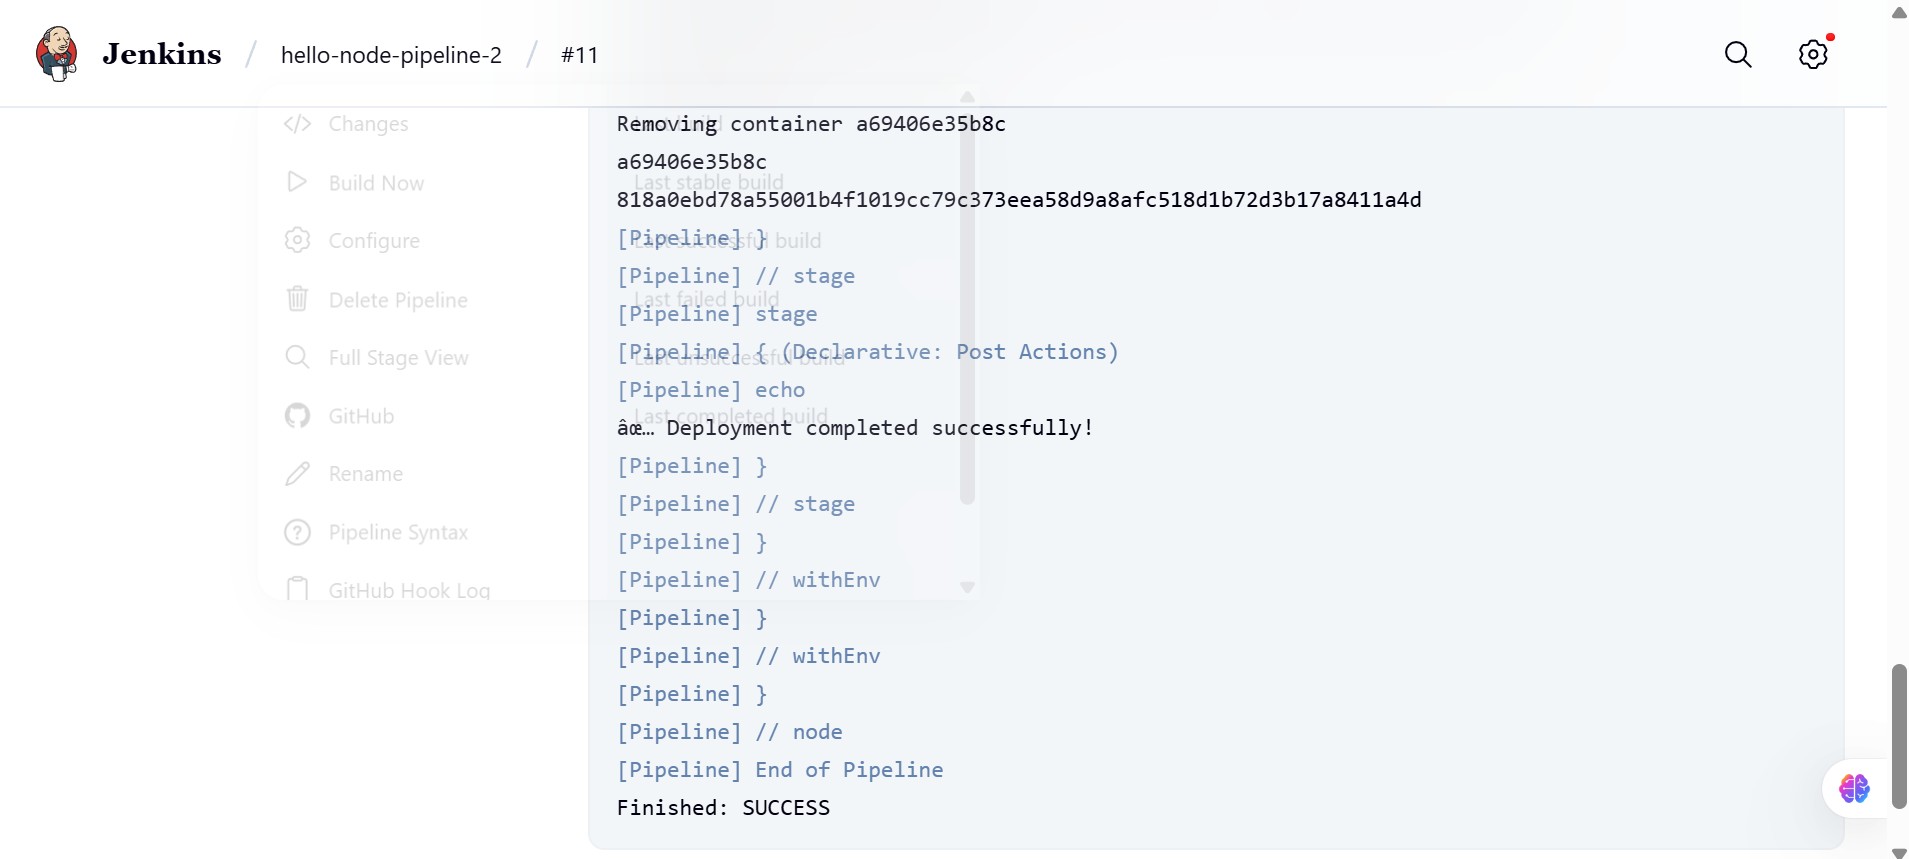 Jenkins / hello-node-pipeline-2 / #11
Changes
Build Now
Configure
Delete Pipeline
Full Stage View
GitHub
Rename
Pipeline Syntax
GitHub Hook Log
Last stable build
Last successful build
Last failed build
Last unsuccessful build
Last completed build
Removing container a69406e35b8c
a69406e35b8c
818a0ebd78a55001b4f1019cc79c373eea58d9a8afc518d1b72d3b17a8411a4d
[Pipeline] }
[Pipeline] // stage
[Pipeline] stage
[Pipeline] { (Declarative: Post Actions)
[Pipeline] echo
âœ… Deployment completed successfully!
[Pipeline] }
[Pipeline] // stage
[Pipeline] }
[Pipeline] // withEnv
[Pipeline] }
[Pipeline] // withEnv
[Pipeline] }
[Pipeline] // node
[Pipeline] End of Pipeline
Finished: SUCCESS